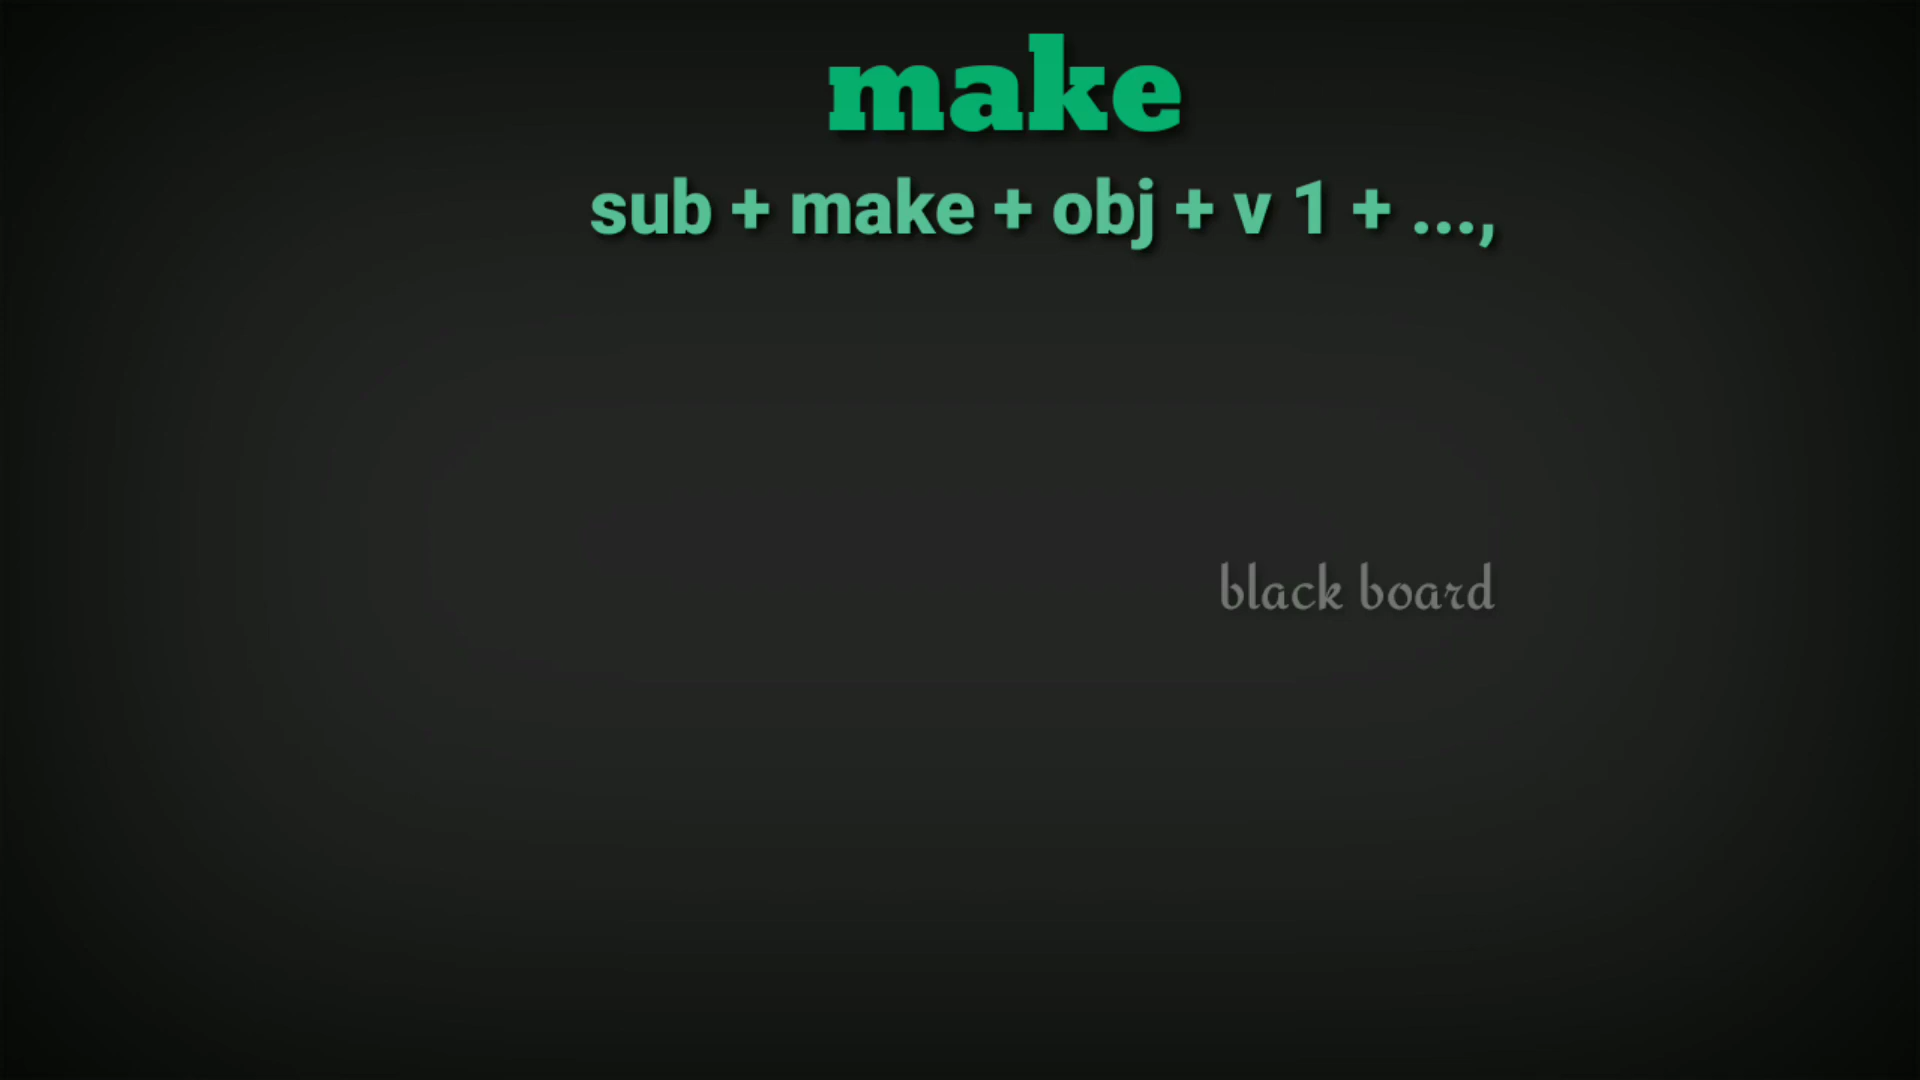 make
sub + make + obj + v 1 + ...,
black board